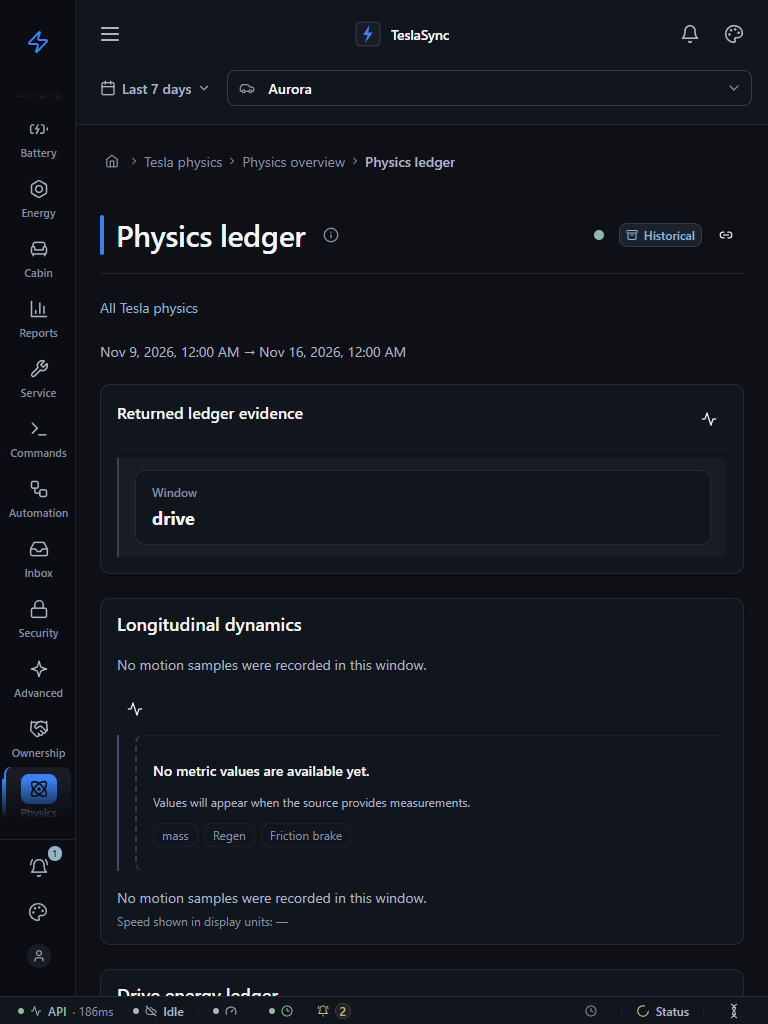 TeslaSync
Last 7 days
Aurora
Charging
Battery
Energy
Cabin
Reports
Service
Commands
Automation
Inbox
Security
Advanced
Ownership
Physics
1
Tesla physics > Physics overview > Physics ledger
Physics ledger
Historical
All Tesla physics
Nov 9, 2026, 12:00 AM → Nov 16, 2026, 12:00 AM
Returned ledger evidence
Window
drive
Longitudinal dynamics
No motion samples were recorded in this window.
No metric values are available yet.
Values will appear when the source provides measurements.
mass Regen Friction brake
No motion samples were recorded in this window.
Speed shown in display units: —
Drive energy ledger
API · 186ms Idle 2 Status